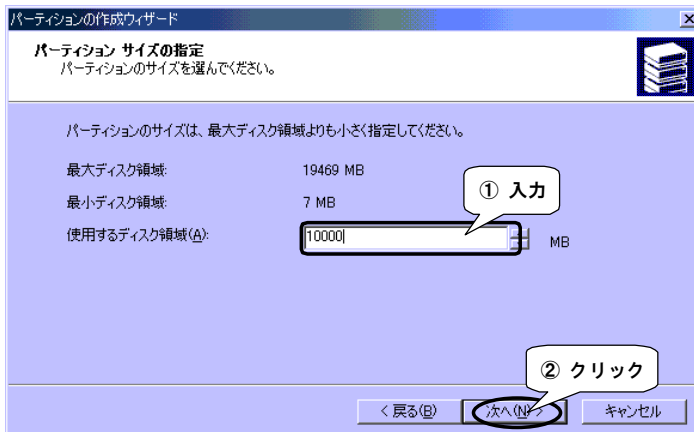 パーティションの作成ウィザード
パーティション サイズの指定
パーティションのサイズを選んでください。
パーティションのサイズは、最大ディスク領域よりも小さく指定してください。
最大ディスク領域: 19469 MB
最小ディスク領域: 7 MB
① 入力
使用するディスク領域(A): 10000 MB
② クリック
< 戻る(B) 次へ(N) > キャンセル